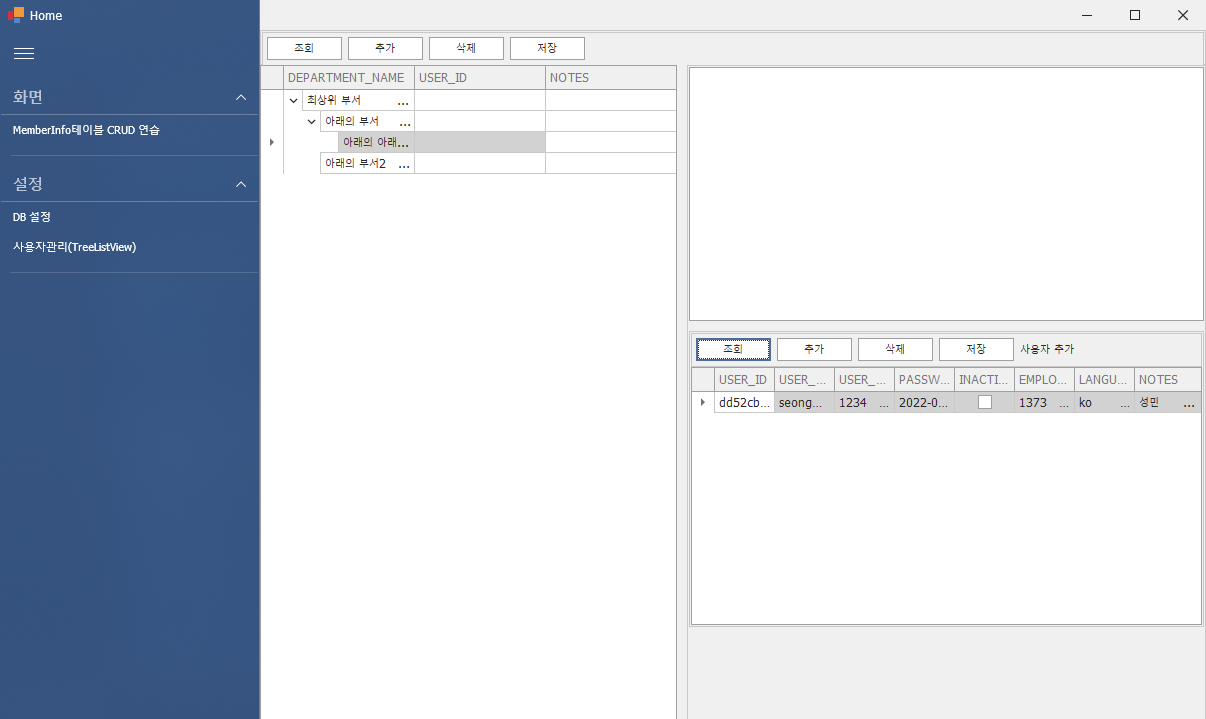 Home
화면
MemberInfo테이블 CRUD 연습
설정
DB 설정
사용자관리(TreeListView)
조회 추가 삭제 저장
DEPARTMENT_NAME USER_ID NOTES
최상위 부서 ...
아래의 부서 ...
아래의 아래...
아래의 부서2 ...
조회 추가 삭제 저장 사용자 추가
USER_ID USER_... USER_... PASSW... INACTI... EMPLO... LANGU... NOTES
dd52cb... seong... 1234 ... 2022-0... 1373 ... ko ... 성민 ...